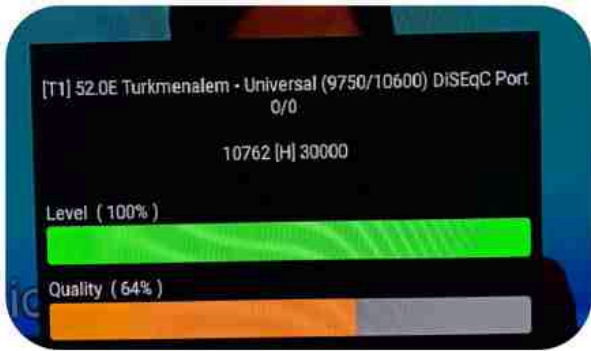 [T1] 52.0E Turkmenalem - Universal (9750/10600) DiSEqC Port
0/0
10762 [H] 30000
Level ( 100% )
Quality ( 64% )